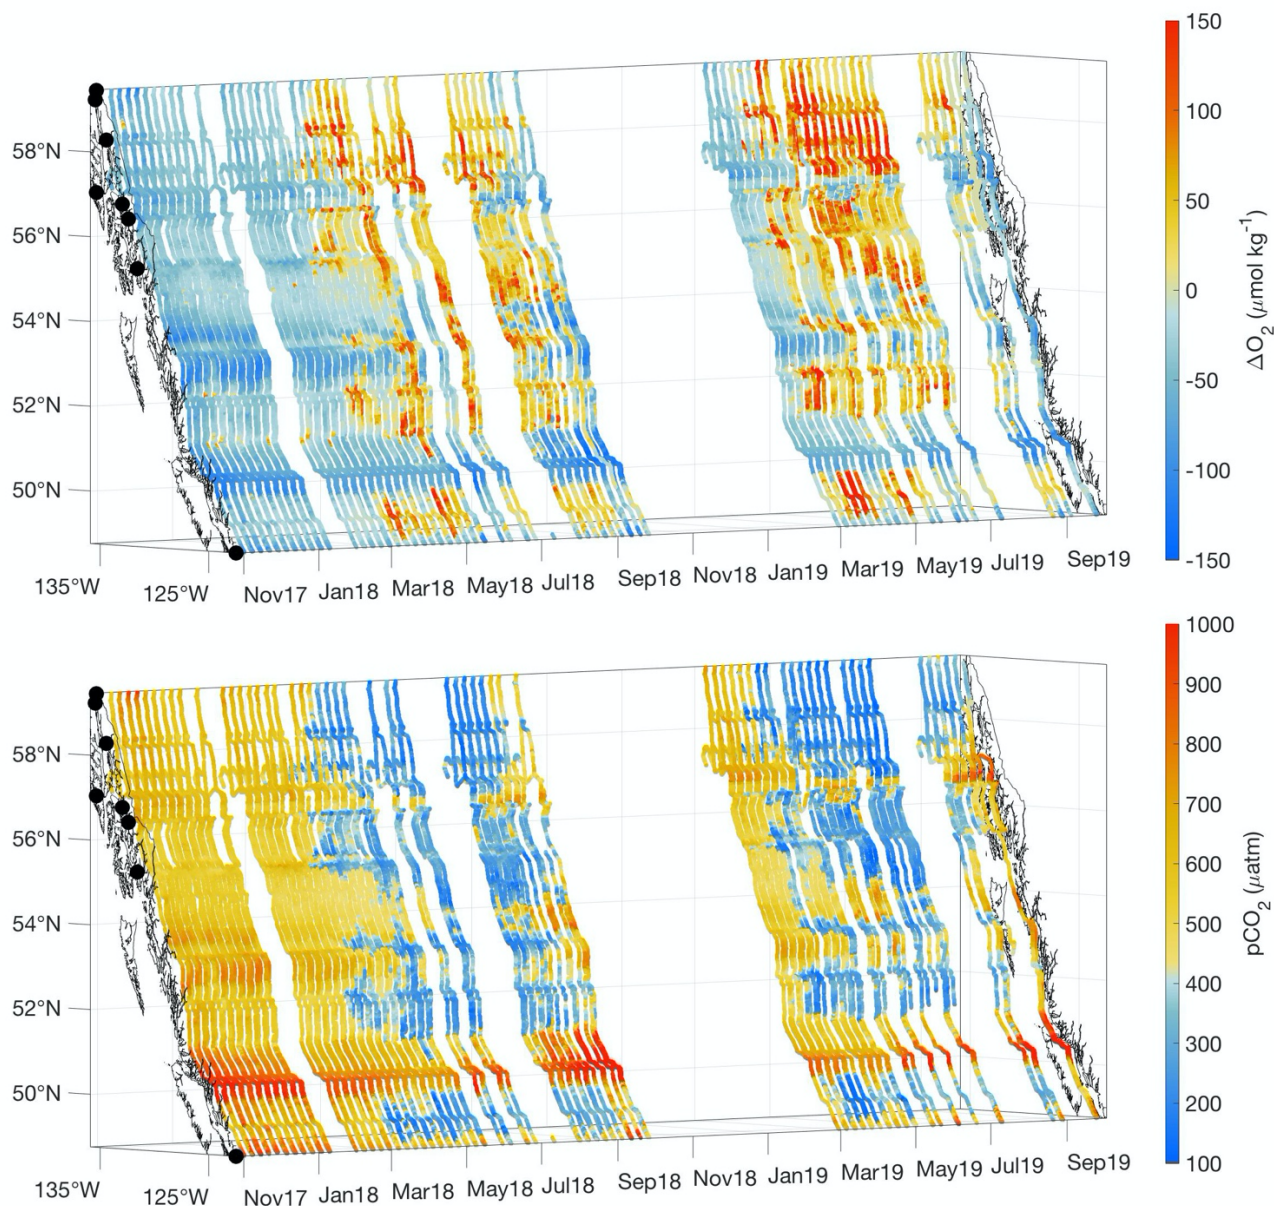 150
100
50
0
-50
-100
-150
ΔO2 (μmol kg-1)
58°N
56°N
54°N
52°N
50°N
135°W
125°W
Nov17 Jan18 Mar18 May18 Jul18 Sep18 Nov18 Jan19 Mar19 May19 Jul19 Sep19
1000
900
800
700
600
500
400
300
200
100
pCO2 (μatm)
58°N
56°N
54°N
52°N
50°N
135°W
125°W
Nov17 Jan18 Mar18 May18 Jul18 Sep18 Nov18 Jan19 Mar19 May19 Jul19 Sep19